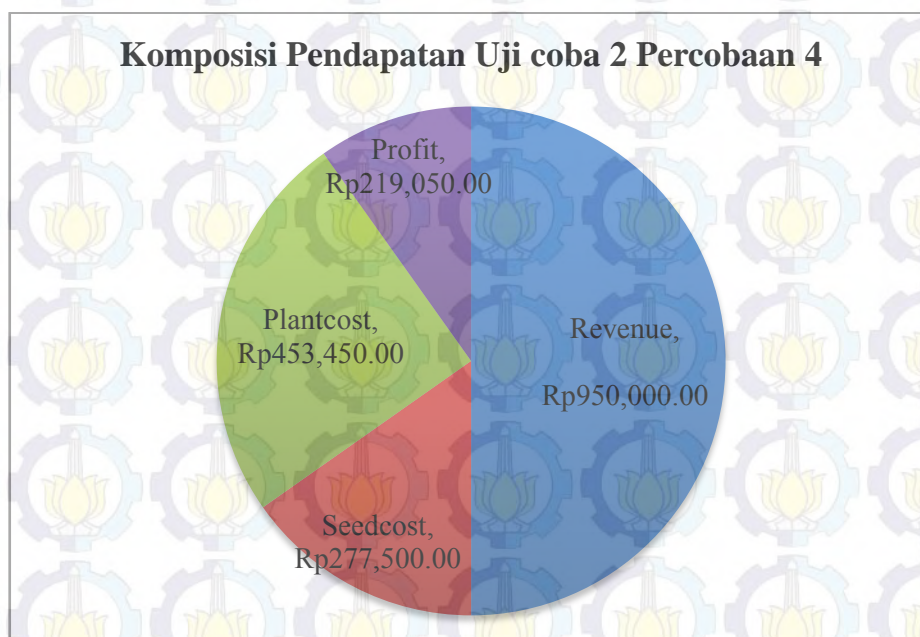 Komposisi Pendapatan Uji coba 2 Percobaan 4
Profit,
Rp219,050.00
Plantcost,
Rp453,450.00
Revenue,
Rp950,000.00
Seedcost,
Rp277,500.00